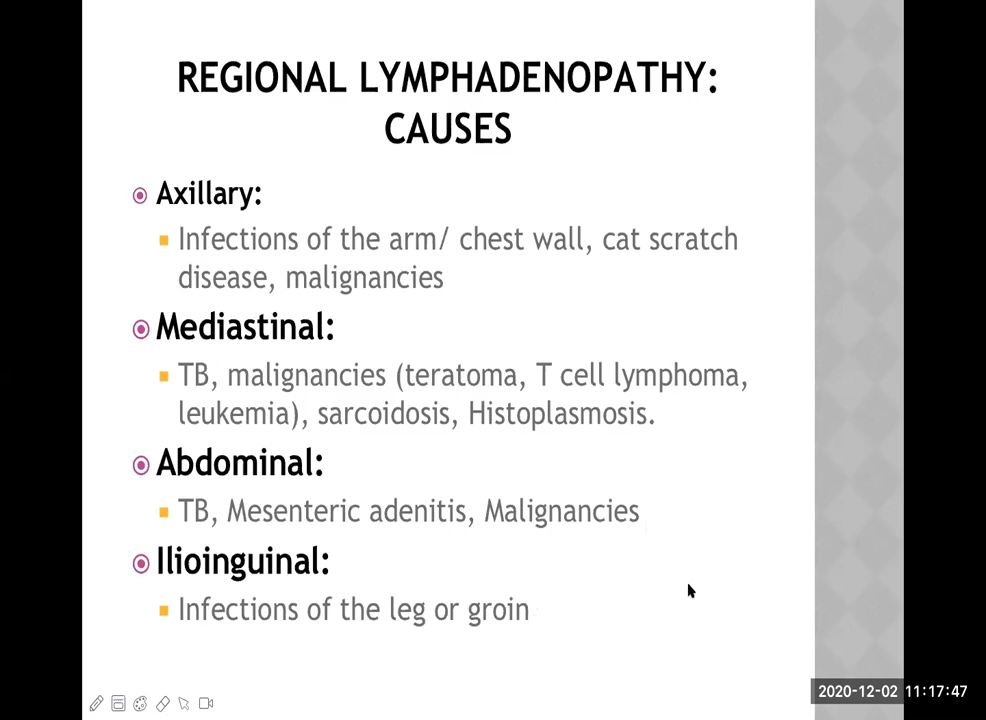 REGIONAL LYMPHADENOPATHY:
CAUSES
Axillary:
Infections of the arm/ chest wall, cat scratch
disease, malignancies
Mediastinal:
TB, malignancies (teratoma, T cell lymphoma,
leukemia), sarcoidosis, Histoplasmosis.
Abdominal:
TB, Mesenteric adenitis, Malignancies
Ilioinguinal:
Infections of the leg or groin
2020-12-02 11:17:47